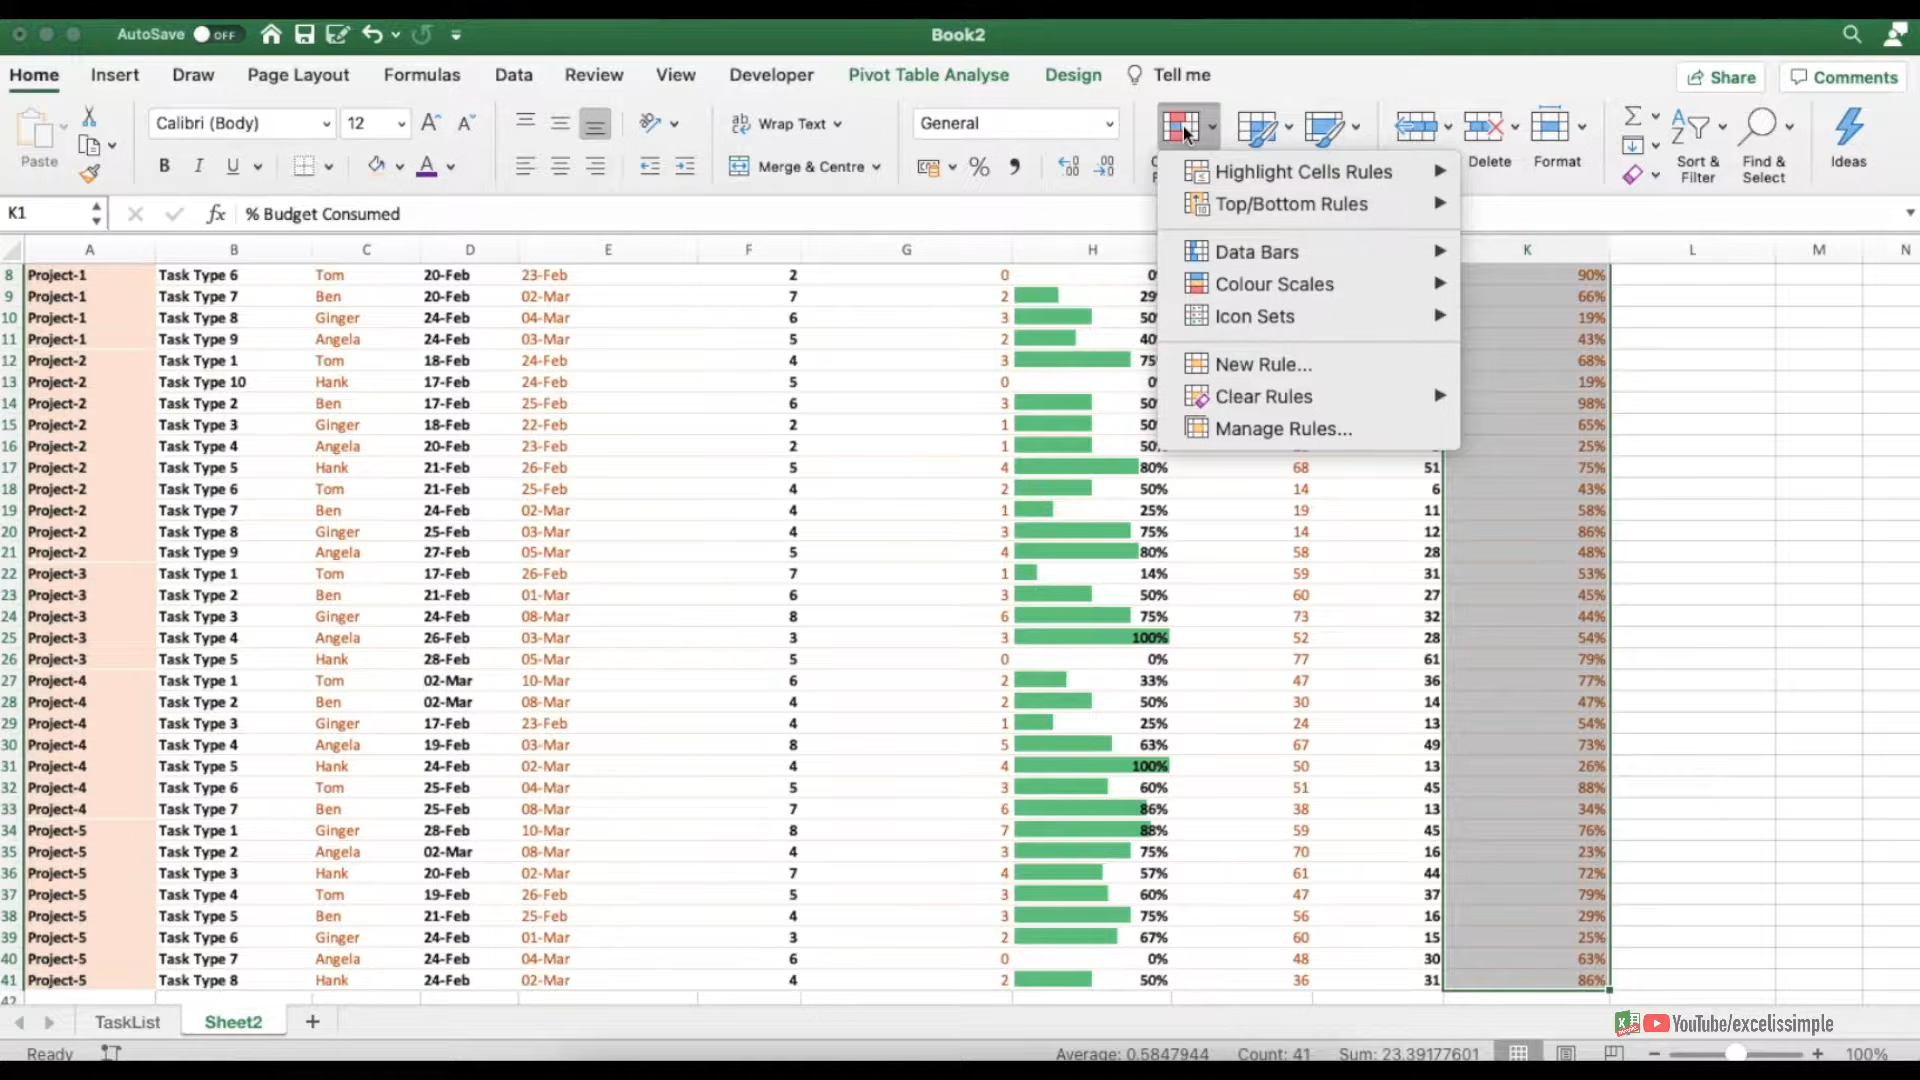 AutoSave OFF Book2
Home Insert Draw Page Layout Formulas Data Review View Developer Pivot Table Analyse Design Tell me Share Comments
Calibri (Body) 12 Wrap Text General
Paste B I U Merge & Centre Delete Format Sort & Filter Find & Select Ideas
Highlight Cells Rules
Top/Bottom Rules
Data Bars
Colour Scales
Icon Sets
New Rule...
Clear Rules
Manage Rules...
K1 fx % Budget Consumed
A B C D E F G H K L M N
8 Project-1 Task Type 6 Tom 20-Feb 23-Feb 2 0 90%
9 Project-1 Task Type 7 Ben 20-Feb 02-Mar 7 2 29 66%
10 Project-1 Task Type 8 Ginger 24-Feb 04-Mar 6 3 50 19%
11 Project-1 Task Type 9 Angela 24-Feb 03-Mar 5 2 40 43%
12 Project-2 Task Type 1 Tom 18-Feb 24-Feb 4 3 75 68%
13 Project-2 Task Type 10 Hank 17-Feb 24-Feb 5 0 0 19%
14 Project-2 Task Type 2 Ben 17-Feb 25-Feb 6 3 50 98%
15 Project-2 Task Type 3 Ginger 18-Feb 22-Feb 2 1 50 65%
16 Project-2 Task Type 4 Angela 20-Feb 23-Feb 2 1 50 25%
17 Project-2 Task Type 5 Hank 21-Feb 26-Feb 5 4 80% 68 51 75%
18 Project-2 Task Type 6 Tom 21-Feb 25-Feb 4 2 50% 14 6 43%
19 Project-2 Task Type 7 Ben 24-Feb 02-Mar 4 1 25% 19 11 58%
20 Project-2 Task Type 8 Ginger 25-Feb 03-Mar 4 3 75% 14 12 86%
21 Project-2 Task Type 9 Angela 27-Feb 05-Mar 5 4 80% 58 28 48%
22 Project-3 Task Type 1 Tom 17-Feb 26-Feb 7 1 14% 59 31 53%
23 Project-3 Task Type 2 Ben 21-Feb 01-Mar 6 3 50% 60 27 45%
24 Project-3 Task Type 3 Ginger 24-Feb 08-Mar 8 6 75% 73 32 44%
25 Project-3 Task Type 4 Angela 26-Feb 03-Mar 3 3 100% 52 28 54%
26 Project-3 Task Type 5 Hank 28-Feb 05-Mar 5 0 0% 77 61 79%
27 Project-4 Task Type 1 Tom 02-Mar 10-Mar 6 2 33% 47 36 77%
28 Project-4 Task Type 2 Ben 02-Mar 08-Mar 4 2 50% 30 14 47%
29 Project-4 Task Type 3 Ginger 17-Feb 23-Feb 4 1 25% 24 13 54%
30 Project-4 Task Type 4 Angela 19-Feb 03-Mar 8 5 63% 67 49 73%
31 Project-4 Task Type 5 Hank 24-Feb 02-Mar 4 4 100% 50 13 26%
32 Project-4 Task Type 6 Tom 25-Feb 04-Mar 5 3 60% 51 45 88%
33 Project-4 Task Type 7 Ben 25-Feb 08-Mar 7 6 86% 38 13 34%
34 Project-5 Task Type 1 Ginger 28-Feb 10-Mar 8 7 88% 59 45 76%
35 Project-5 Task Type 2 Angela 02-Mar 08-Mar 4 3 75% 70 16 23%
36 Project-5 Task Type 3 Hank 20-Feb 02-Mar 7 4 57% 61 44 72%
37 Project-5 Task Type 4 Tom 19-Feb 26-Feb 5 3 60% 47 37 79%
38 Project-5 Task Type 5 Ben 21-Feb 25-Feb 4 3 75% 56 16 29%
39 Project-5 Task Type 6 Ginger 24-Feb 01-Mar 3 2 67% 60 15 25%
40 Project-5 Task Type 7 Angela 24-Feb 04-Mar 6 0 0% 48 30 63%
41 Project-5 Task Type 8 Hank 24-Feb 02-Mar 4 2 50% 36 31 86%
TaskList Sheet2 +
YouTube/excelissimple
Ready Average: 0.5847944 Count: 41 Sum: 23.39177601 100%